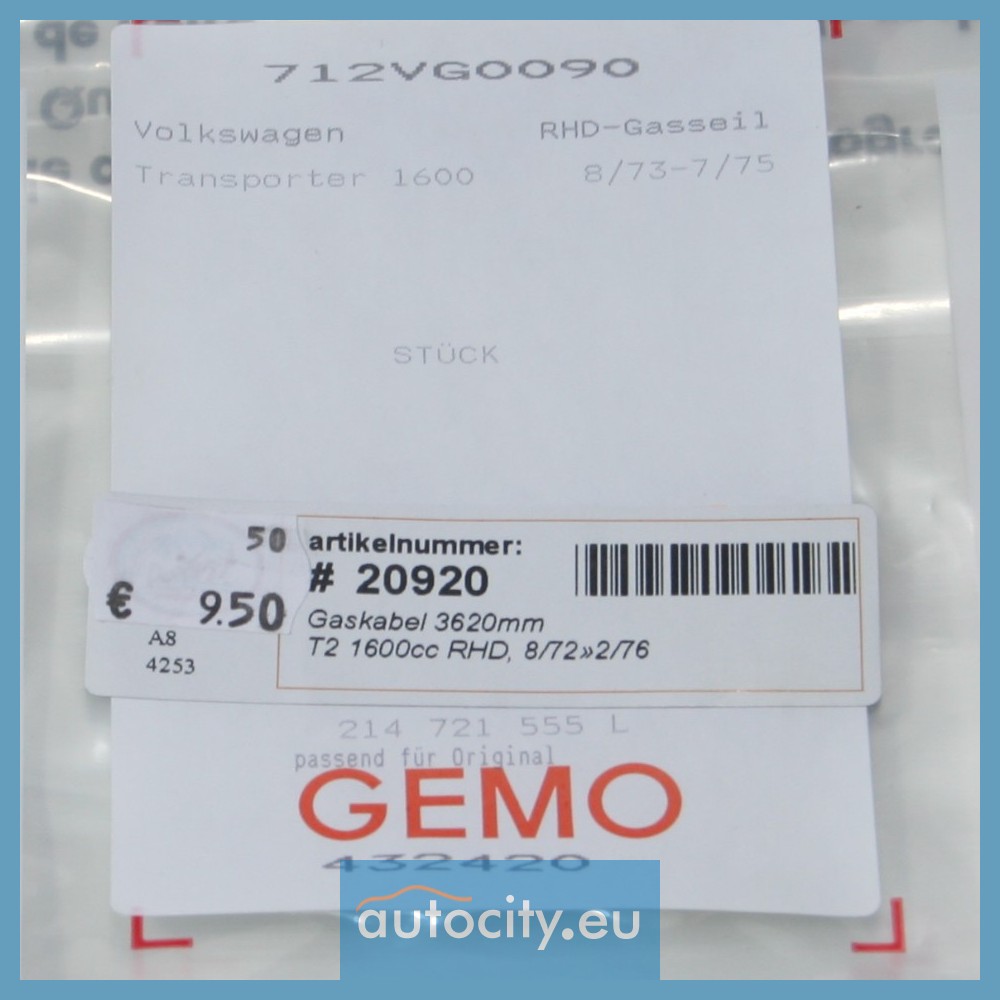 712VG0090
Volkswagen RHD-Gasseil
Transporter 1600 8/73-7/75
STÜCK
50
€ 9.50
A8
4253
artikelnummer:
# 20920
Gaskabel 3620mm
T2 1600cc RHD, 8/72»2/76
214 721 555 L
passend für Original
GEMO
432420
autocity.eu
de